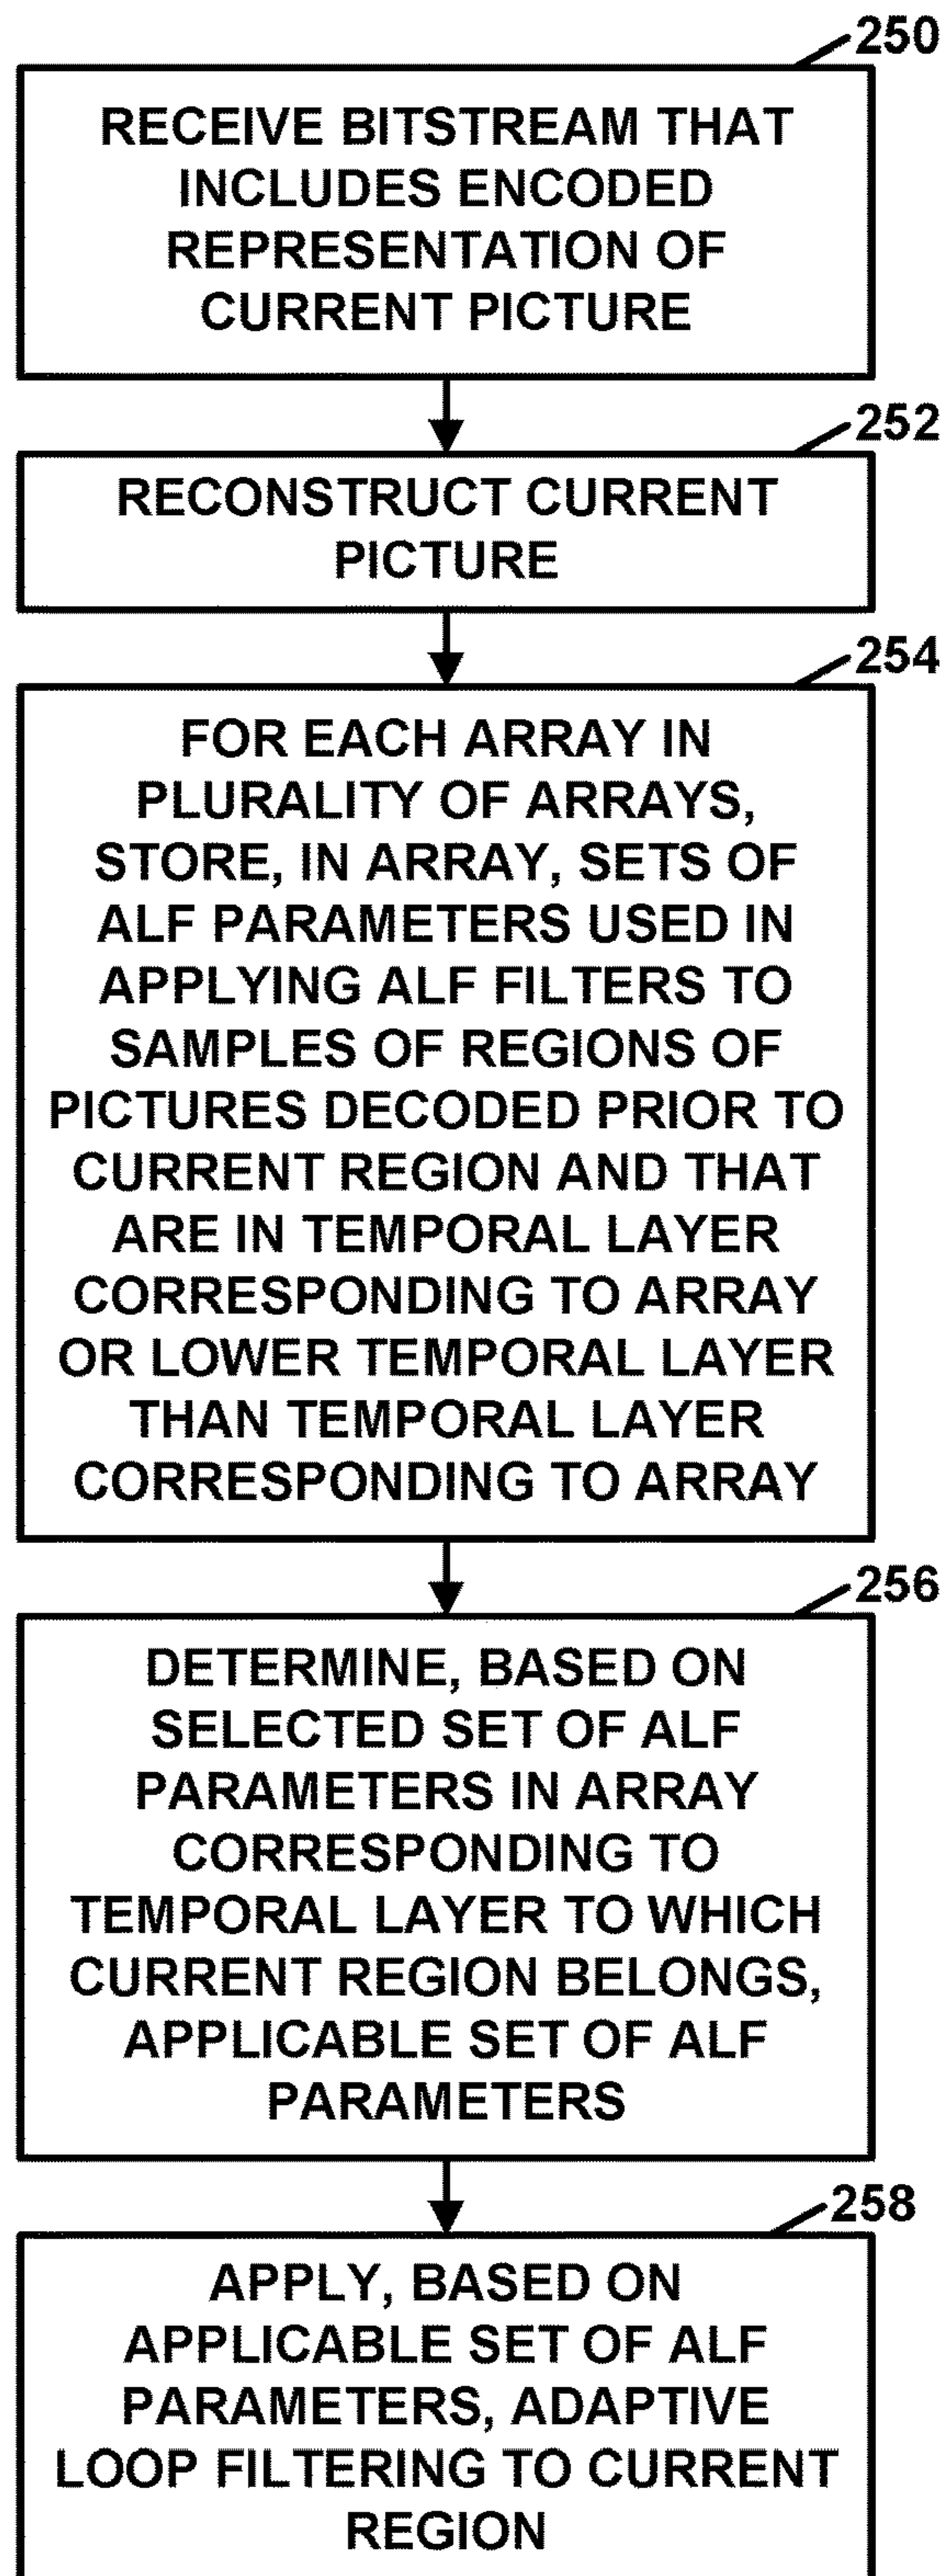 250
RECEIVE BITSTREAM THAT
INCLUDES ENCODED
REPRESENTATION OF
CURRENT PICTURE
252
RECONSTRUCT CURRENT
PICTURE
254
FOR EACH ARRAY IN
PLURALITY OF ARRAYS,
STORE, IN ARRAY, SETS OF
ALF PARAMETERS USED IN
APPLYING ALF FILTERS TO
SAMPLES OF REGIONS OF
PICTURES DECODED PRIOR TO
CURRENT REGION AND THAT
ARE IN TEMPORAL LAYER
CORRESPONDING TO ARRAY
OR LOWER TEMPORAL LAYER
THAN TEMPORAL LAYER
CORRESPONDING TO ARRAY
256
DETERMINE, BASED ON
SELECTED SET OF ALF
PARAMETERS IN ARRAY
CORRESPONDING TO
TEMPORAL LAYER TO WHICH
CURRENT REGION BELONGS,
APPLICABLE SET OF ALF
PARAMETERS
258
APPLY, BASED ON
APPLICABLE SET OF ALF
PARAMETERS, ADAPTIVE
LOOP FILTERING TO CURRENT
REGION